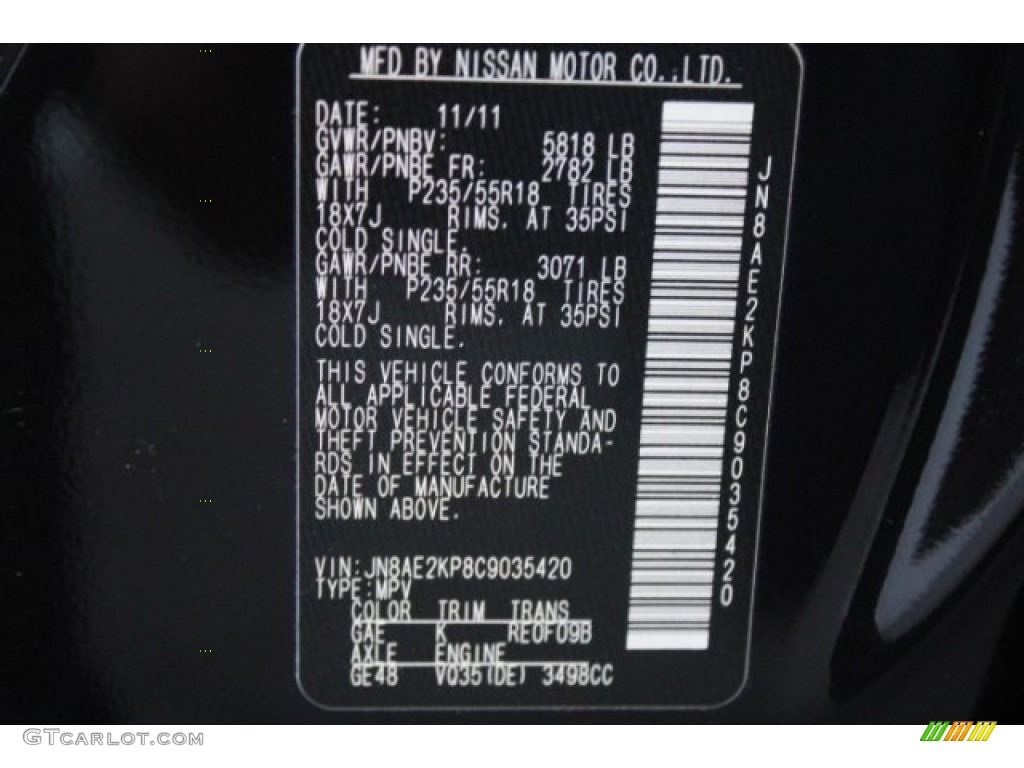 MFD BY NISSAN MOTOR CO.,LTD.
DATE: 11/11
GVWR/PNBV: 5818 LB
GAWR/PNBE FR: 2782 LB
WITH P235/55R18 TIRES
18X7J RIMS. AT 35PSI
COLD SINGLE.
GAWR/PNBE RR: 3071 LB
WITH P235/55R18 TIRES
18X7J RIMS. AT 35PSI
COLD SINGLE.
THIS VEHICLE CONFORMS TO
ALL APPLICABLE FEDERAL
MOTOR VEHICLE SAFETY AND
THEFT PREVENTION STANDA-
RDS IN EFFECT ON THE
DATE OF MANUFACTURE
SHOWN ABOVE.
VIN:JN8AE2KP8C9035420
TYPE:MPV
COLOR TRIM TRANS
GAE K RE0F09B
AXLE ENGINE
GE48 VQ35(DE) 3498CC
JN8AE2KP8C9035420
GTCarLot.com